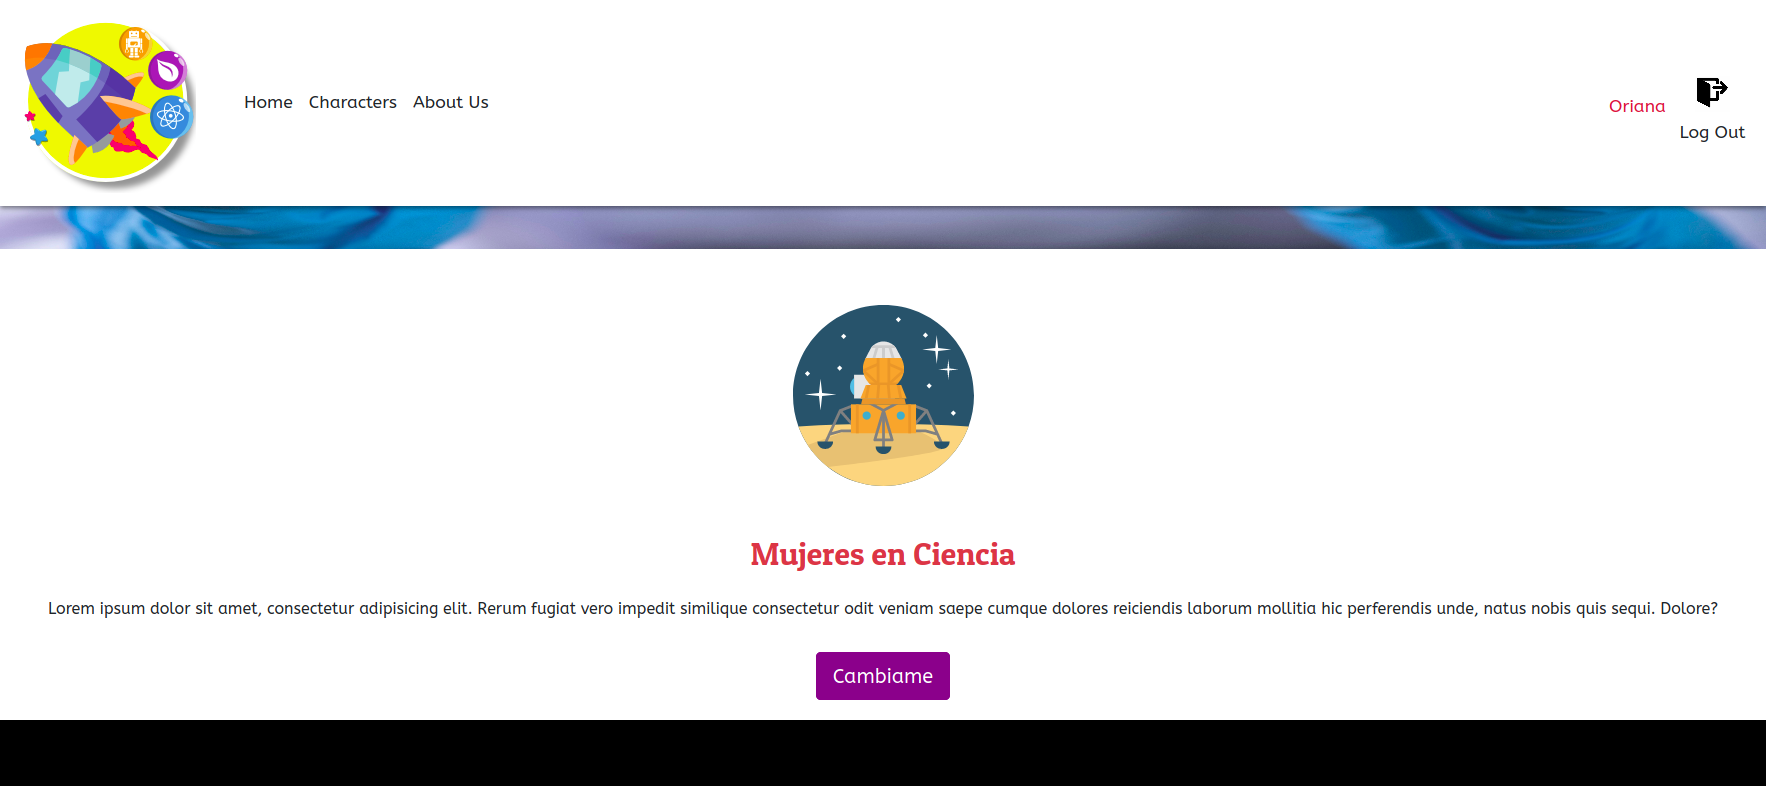 Home Characters About Us
Oriana
Log Out
Mujeres en Ciencia
Lorem ipsum dolor sit amet, consectetur adipisicing elit. Rerum fugiat vero impedit similique consectetur odit veniam saepe cumque dolores reiciendis laborum mollitia hic perferendis unde, natus nobis quis sequi. Dolore?
Cambiame